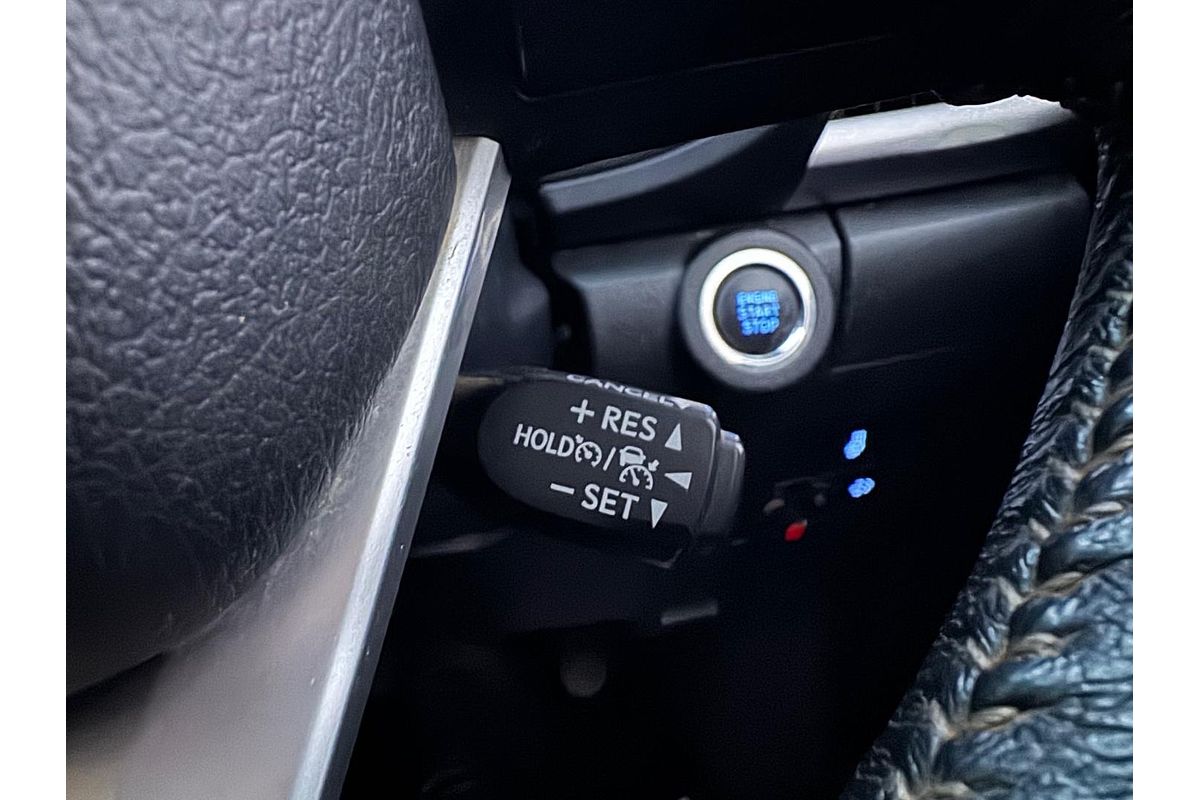 ENGINE
START
STOP
CANCEL
+ RES ▲
HOLD / ◀
- SET ▼